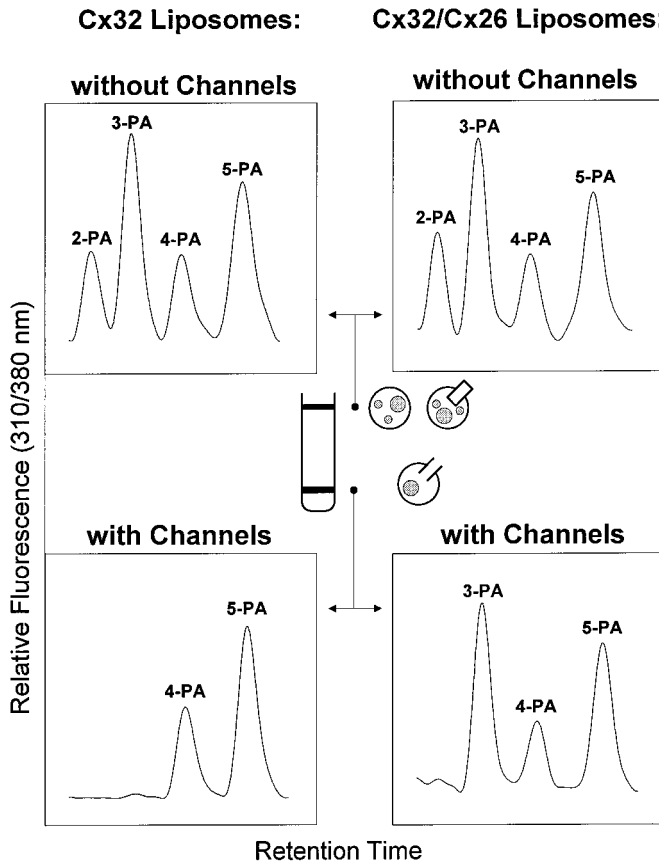 Cx32 Liposomes:
Cx32/Cx26 Liposomes:
without Channels
without Channels
3-PA
5-PA
2-PA
4-PA
3-PA
5-PA
2-PA
4-PA
Relative Fluorescence (310/380 nm)
with Channels
with Channels
5-PA
4-PA
3-PA
5-PA
4-PA
Retention Time